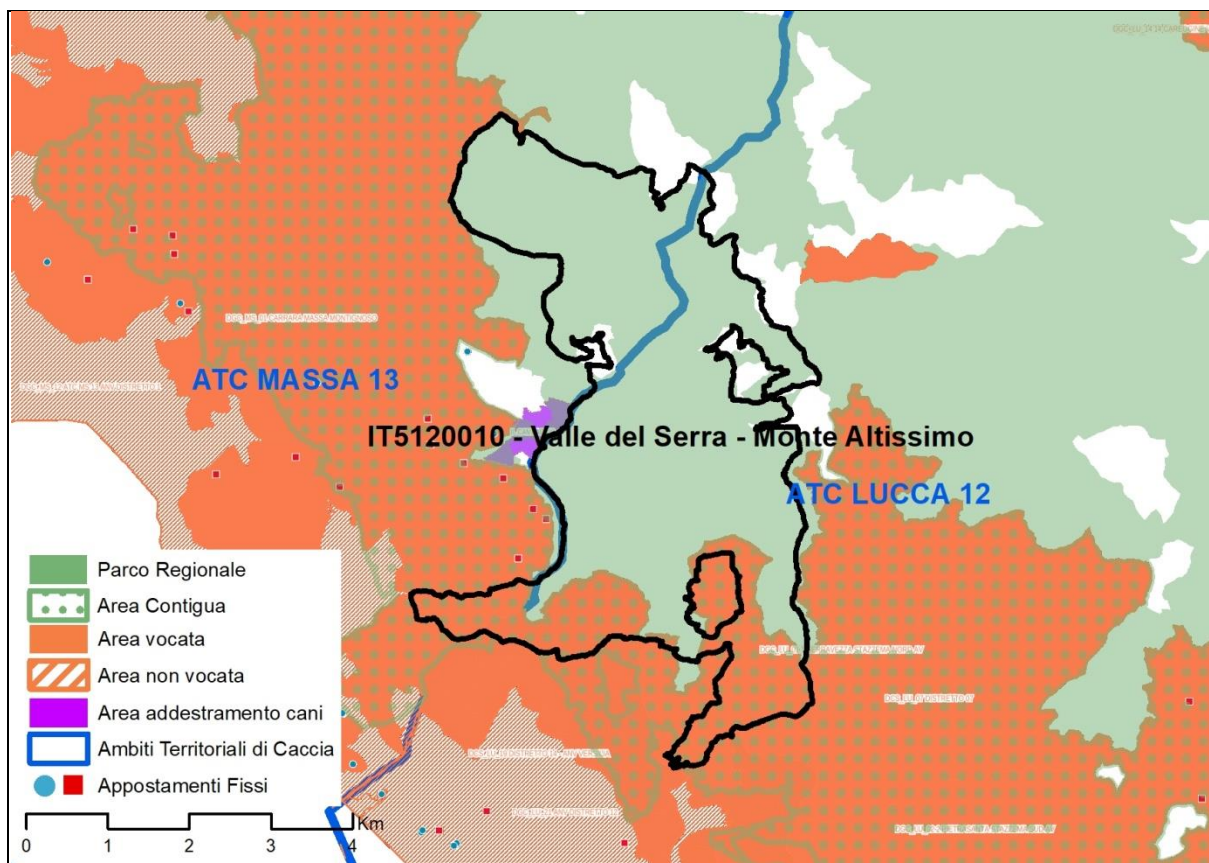 ATC MASSA 13
IT5120010 - Valle del Serra - Monte Altissimo
ATC LUCCA 12
Parco Regionale
Area Contigua
Area vocata
Area non vocata
Area addestramento cani
Ambiti Territoriali di Caccia
Appostamenti Fissi
Km
0 1 2 3 4